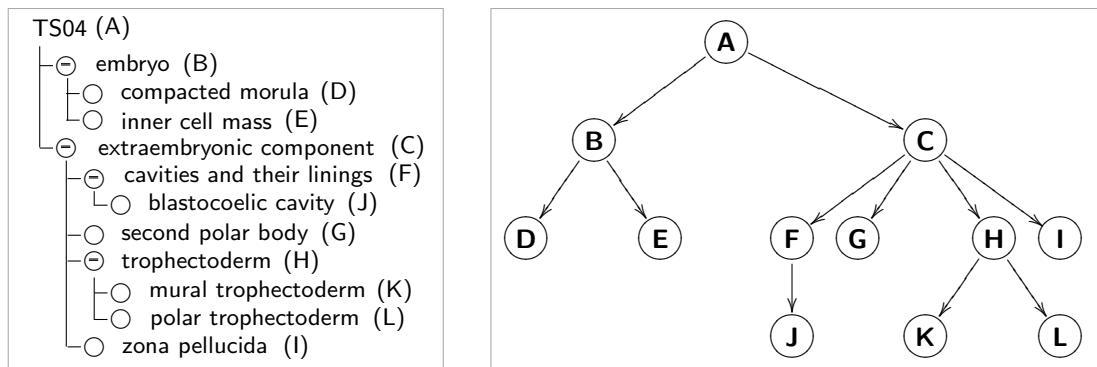 TS04 (A)
embryo (B)
compacted morula (D)
inner cell mass (E)
extraembryonic component (C)
cavities and their linings (F)
blastocoelic cavity (J)
second polar body (G)
trophectoderm (H)
mural trophectoderm (K)
polar trophectoderm (L)
zona pellucida (I)
A
B C
D E F G H I
J K L